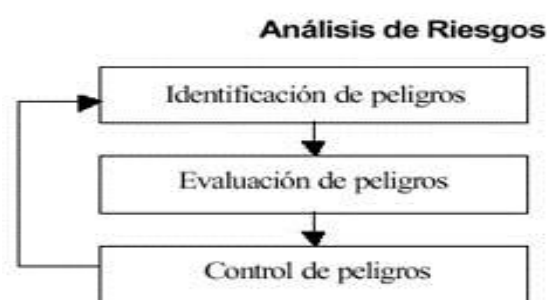 Análisis de Riesgos
Identificación de peligros
Evaluación de peligros
Control de peligros